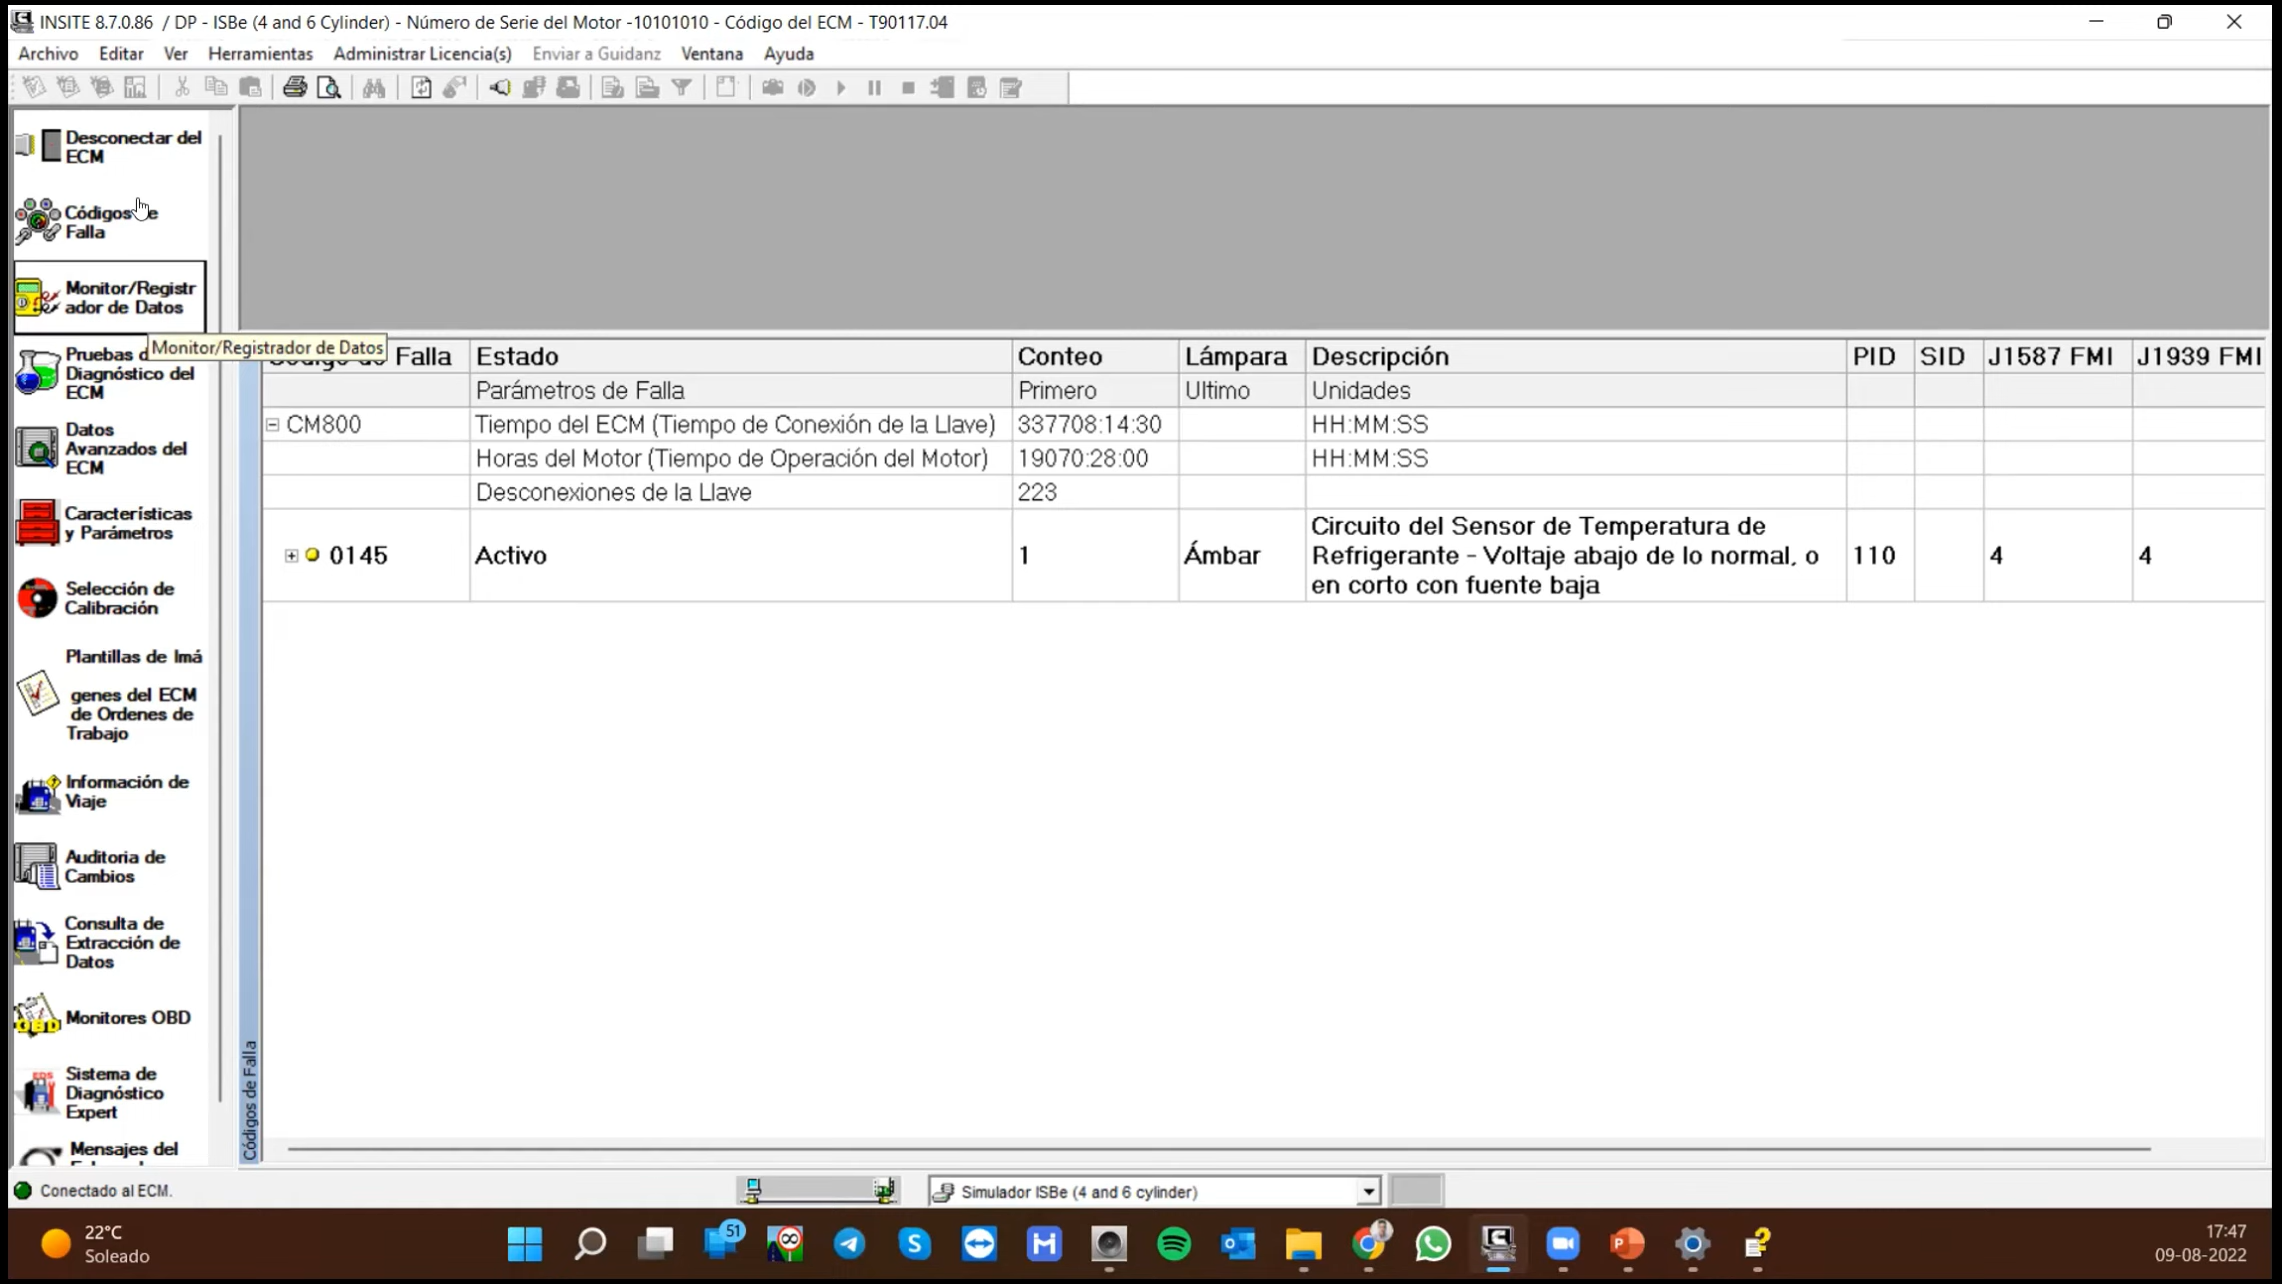 INSITE 8.7.0.86 / DP - ISBe (4 and 6 Cylinder) - Número de Serie del Motor -10101010 - Código del ECM - T90117.04
Archivo Editar Ver Herramientas Administrar Licencia(s) Enviar a Guidanz Ventana Ayuda
Desconectar del
ECM
Códigos de
Falla
Monitor/Registr
ador de Datos
Monitor/Registrador de Datos
Pruebas d
Diagnóstico del
ECM
Datos
Avanzados del
ECM
Características
y Parámetros
Selección de
Calibración
Plantillas de Imá
genes del ECM
de Ordenes de
Trabajo
Información de
Viaje
Auditoria de
Cambios
Consulta de
Extracción de
Datos
OBD
Monitores OBD
EDS
Sistema de
Diagnóstico
Expert
Mensajes del
Códigos de Falla
Código de Falla Estado Conteo Lámpara Descripción PID SID J1587 FMI J1939 FMI
Parámetros de Falla Primero Ultimo Unidades
CM800 Tiempo del ECM (Tiempo de Conexión de la Llave) 337708:14:30 HH:MM:SS
Horas del Motor (Tiempo de Operación del Motor) 19070:28:00 HH:MM:SS
Desconexiones de la Llave 223
0145 Activo 1 Ámbar Circuito del Sensor de Temperatura de
Refrigerante - Voltaje abajo de lo normal, o
en corto con fuente baja 110 4 4
Conectado al ECM.
Simulador ISBe (4 and 6 cylinder)
22°C
Soleado
51
17:47
09-08-2022